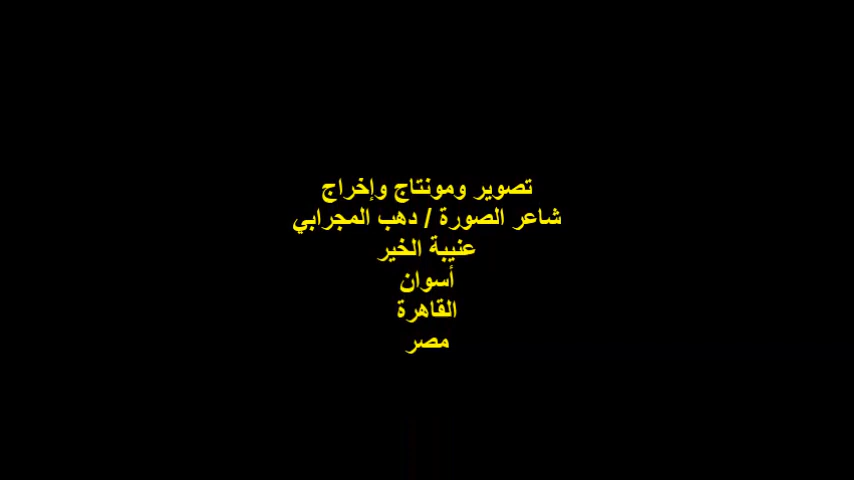 تصوير ومونتاج وإخراج
شاعر الصورة / دهب المجرابي
عنيبة الخير
أسوان
القاهرة
مصر